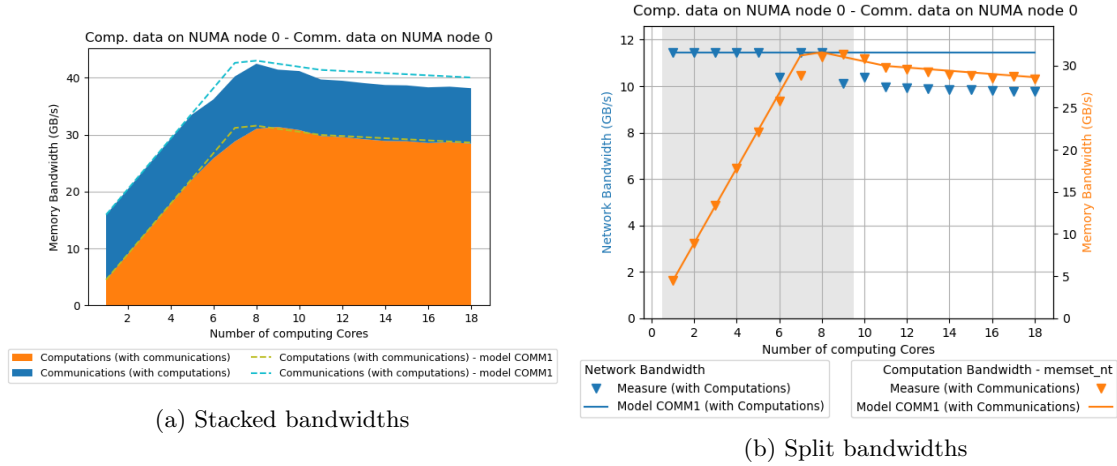 Comp. data on NUMA node 0 - Comm. data on NUMA node 0
Memory Bandwidth (GB/s)
40
30
20
10
0
2 4 6 8 10 12 14 16 18
Number of computing Cores
Computations (with communications)
Communications (with computations)
Computations (with communications) - model COMM1
Communications (with computations) - model COMM1
(a) Stacked bandwidths
Comp. data on NUMA node 0 - Comm. data on NUMA node 0
Network Bandwidth (GB/s)
12
10
8
6
4
2
0
0 2 4 6 8 10 12 14 16 18
Number of computing Cores
30
25
20
15
10
5
0
Memory Bandwidth (GB/s)
Network Bandwidth
Measure (with Computations)
Model COMM1 (with Computations)
Computation Bandwidth - memset_nt
Measure (with Communications)
Model COMM1 (with Communications)
(b) Split bandwidths